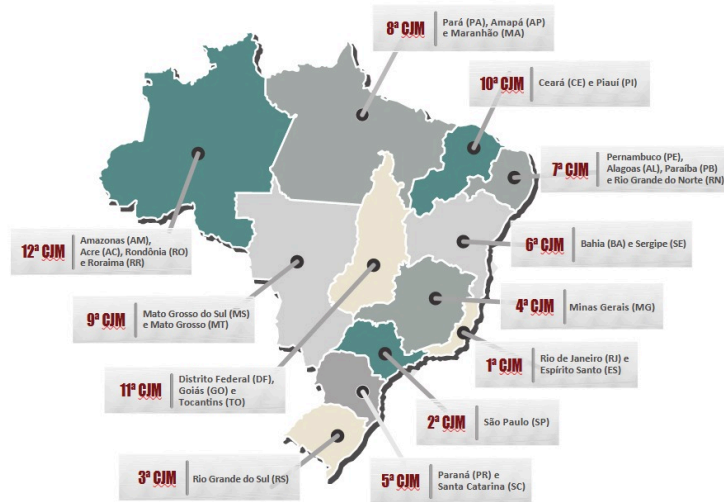 8ª CJM
Pará (PA), Amapá (AP)
e Maranhão (MA)
10ª CJM
Ceará (CE) e Piauí (PI)
7ª CJM
Pernambuco (PE),
Alagoas (AL), Paraíba (PB)
e Rio Grande do Norte (RN)
12ª CJM
Amazonas (AM),
Acre (AC), Rondônia (RO)
e Roraima (RR)
6ª CJM
Bahia (BA) e Sergipe (SE)
9ª CJM
Mato Grosso do Sul (MS)
e Mato Grosso (MT)
4ª CJM
Minas Gerais (MG)
1ª CJM
Rio de Janeiro (RJ) e
Espírito Santo (ES)
11ª CJM
Distrito Federal (DF),
Goiás (GO) e
Tocantins (TO)
2ª CJM
São Paulo (SP)
3ª CJM
Rio Grande do Sul (RS)
5ª CJM
Paraná (PR) e
Santa Catarina (SC)